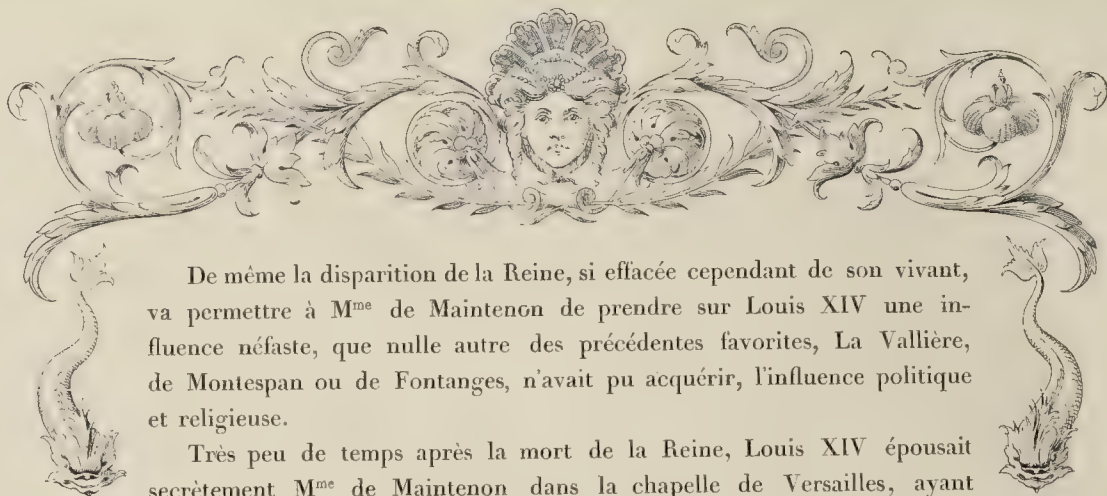 De même la disparition de la Reine, si effacée cependant de son vivant,
va permettre à Mme de Maintenon de prendre sur Louis XIV une in-
fluence néfaste, que nulle autre des précédentes favorites, La Vallière,
de Montespan ou de Fontanges, n'avait pu acquérir, l'influence politique
et religieuse.
Très peu de temps après la mort de la Reine, Louis XIV épousait
secrètement Mme de Maintenon dans la chapelle de Versailles, ayant